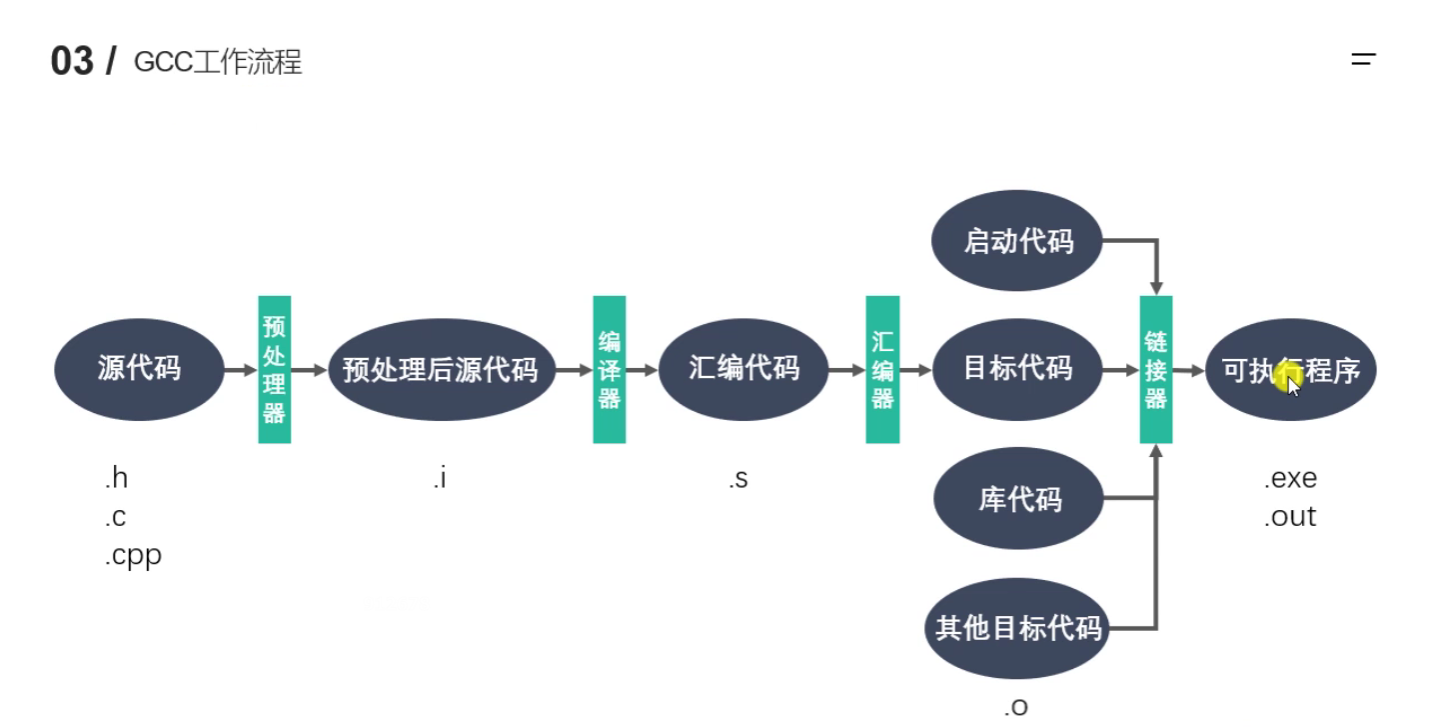 03 / GCC工作流程
启动代码
源代码
预处理器
预处理后源代码
编译器
汇编代码
汇编器
目标代码
链接器
可执行程序
.h
.c
.cpp
.i
.s
.exe
.out
库代码
其他目标代码
.o